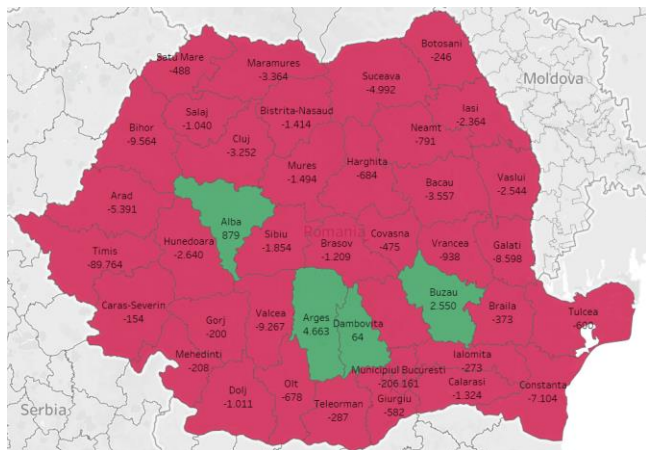 Botosani
-246
Satu Mare
-488
Maramures
-3.364
Suceava
-4.992
Moldova
Salaj
-1.040
Bistrita-Nasaud
-1.414
Iasi
-2.364
Bihor
-9.564
Cluj
-3.252
Neamt
-791
Mures
-1.494
Harghita
-684
Bacau
-3.557
Vaslui
-2.544
Arad
-5.391
Alba
879
Romania
Hunedoara
-2.640
Sibiu
-1.854
Brasov
-1.209
Covasna
-475
Vrancea
-938
Galati
-8.598
Timis
-89.764
Caras-Severin
-154
Gorj
-200
Valcea
-9.267
Arges
4.663
Dambovita
64
Buzau
2.550
Braila
-373
Tulcea
-600
Mehedinti
-208
Ialomita
-273
Municipiul Bucuresti
-206.161
Calarasi
-1.324
Constanta
-7.104
Dolj
-1.011
Olt
-678
Teleorman
-287
Giurgiu
-582
Serbia